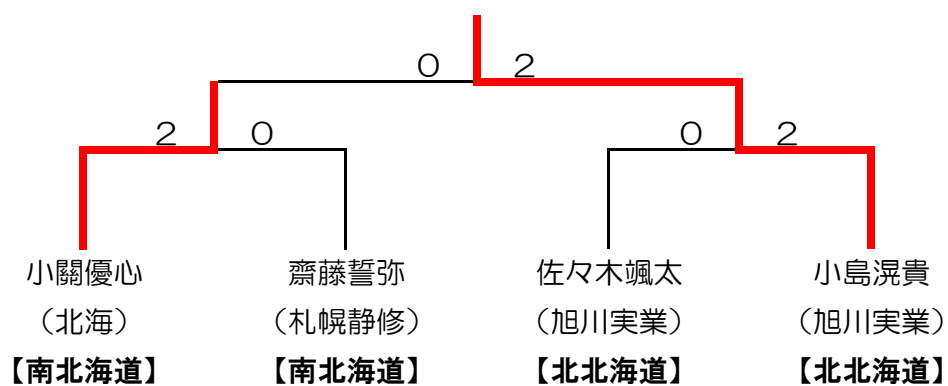 ０ ２
２ ０ ０ ２
小關優心 齋藤誓弥 佐々木颯太 小島滉貴
（北海） （札幌静修） （旭川実業） （旭川実業）
【南北海道】 【南北海道】 【北北海道】 【北北海道】